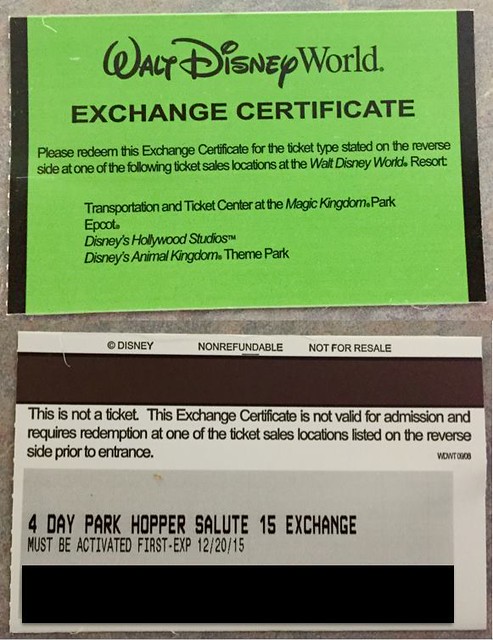 WALT DISNEY World®
EXCHANGE CERTIFICATE
Please redeem this Exchange Certificate for the ticket type stated on the reverse
side at one of the following ticket sales locations at the Walt Disney World® Resort:
Transportation and Ticket Center at the Magic Kingdom® Park
Epcot®
Disney's Hollywood Studios™
Disney's Animal Kingdom® Theme Park
© DISNEY NONREFUNDABLE NOT FOR RESALE
This is not a ticket. This Exchange Certificate is not valid for admission and
requires redemption at one of the ticket sales locations listed on the reverse
side prior to entrance.
WDWT 09/08
4 DAY PARK HOPPER SALUTE 15 EXCHANGE
MUST BE ACTIVATED FIRST-EXP 12/20/15